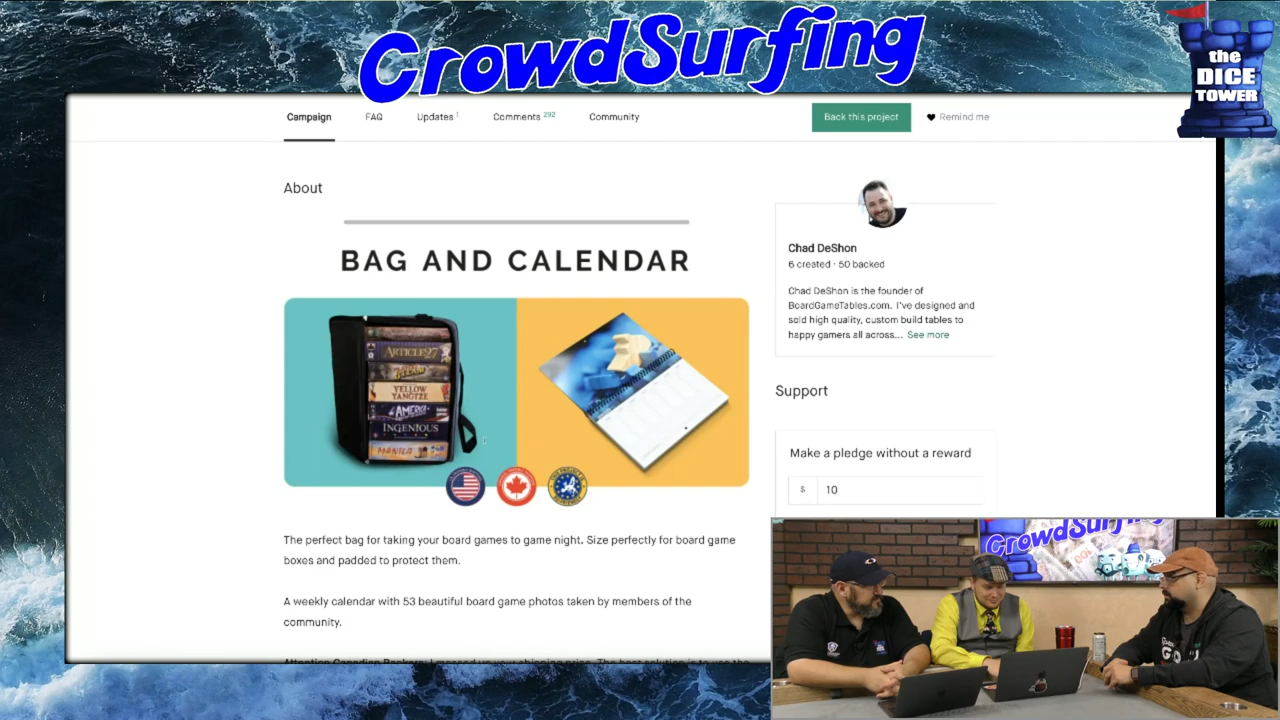 CrowdSurfing
the
DICE
TOWER
Campaign
FAQ
Updates 1
Comments 292
Community
Back this project
Remind me
About
BAG AND CALENDAR
ARTICLE27
YELLOW
YANGTZE
AMERICA
INGENIOUS
MANILA
Chad DeShon
6 created · 50 backed
Chad DeShon is the founder of
BoardGameTables.com. I've designed and
sold high quality, custom build tables to
happy gamers all across... See more
Support
Make a pledge without a reward
$ 10
The perfect bag for taking your board games to game night. Size perfectly for board game
boxes and padded to protect them.
A weekly calendar with 53 beautiful board game photos taken by members of the
community.
CrowdSurfing